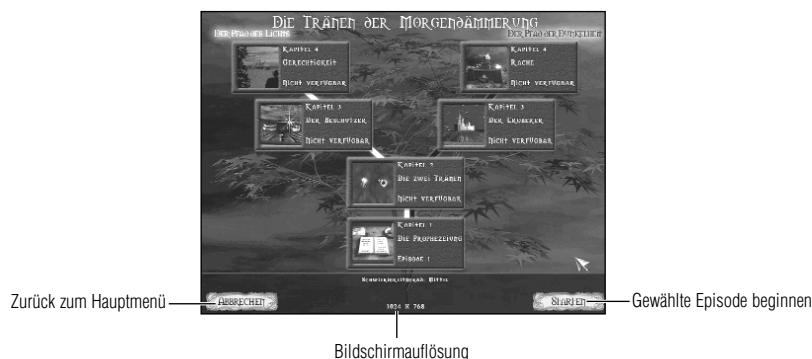 Die Tränen der Morgendämmerung
Der Pfad des Lichts
Der Pfad der Dunkelheit
Kapitel 4
Gerechtigkeit
Nicht verfügbar
Kapitel 4
Rache
Nicht verfügbar
Kapitel 3
Der Beschützer
Nicht verfügbar
Kapitel 3
Der Eroberer
Nicht verfügbar
Kapitel 2
Die zwei Tränen
Nicht verfügbar
Kapitel 1
Die Prophezeiung
Episode 1
Schwierigkeitsgrad: Mittel
Zurück zum Hauptmenü
Abbrechen
1024 X 768
Starten
Gewählte Episode beginnen
Bildschirmauflösung